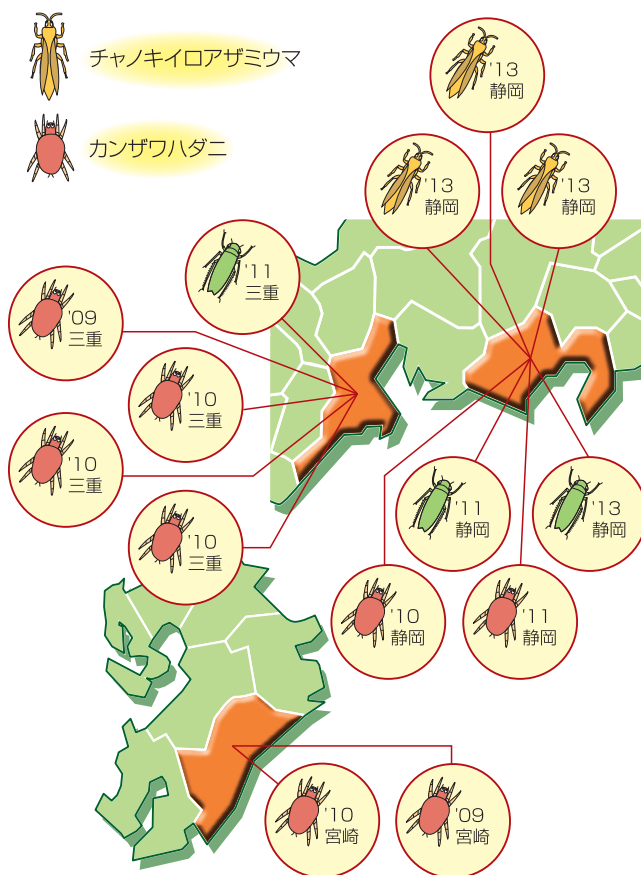 チャノキイロアザミウマ
カンザワハダニ
'13
静岡
'13
静岡
'13
静岡
'11
三重
'09
三重
'10
三重
'10
三重
'10
三重
'11
静岡
'13
静岡
'10
静岡
'11
静岡
'10
宮崎
'09
宮崎